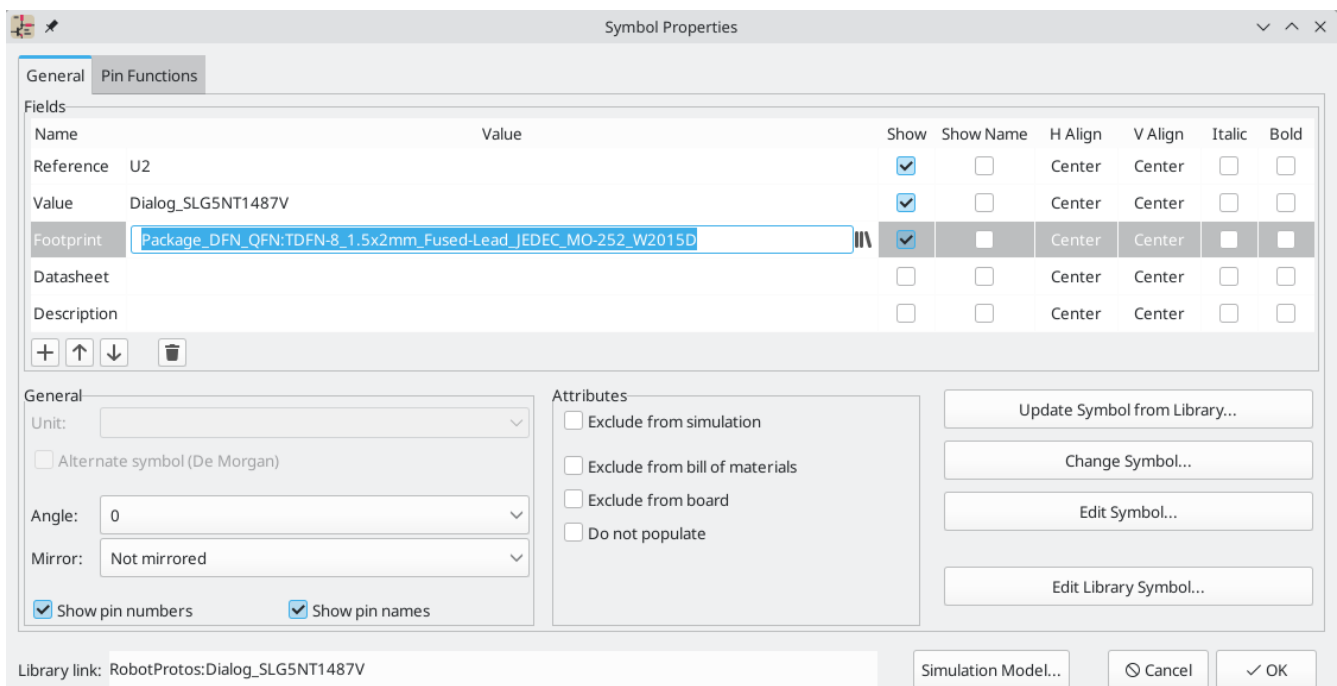 Symbol Properties
General Pin Functions
Fields
Name Value Show Show Name H Align V Align Italic Bold
Reference U2 Center Center
Value Dialog_SLG5NT1487V Center Center
Footprint Package_DFN_QFN:TDFN-8_1.5x2mm_Fused-Lead_JEDEC_MO-252_W2015D Center Center
Datasheet Center Center
Description Center Center
General
Unit:
Alternate symbol (De Morgan)
Angle: 0
Mirror: Not mirrored
Show pin numbers Show pin names
Attributes
Exclude from simulation
Exclude from bill of materials
Exclude from board
Do not populate
Update Symbol from Library...
Change Symbol...
Edit Symbol...
Edit Library Symbol...
Library link: RobotProtos:Dialog_SLG5NT1487V
Simulation Model... Cancel OK